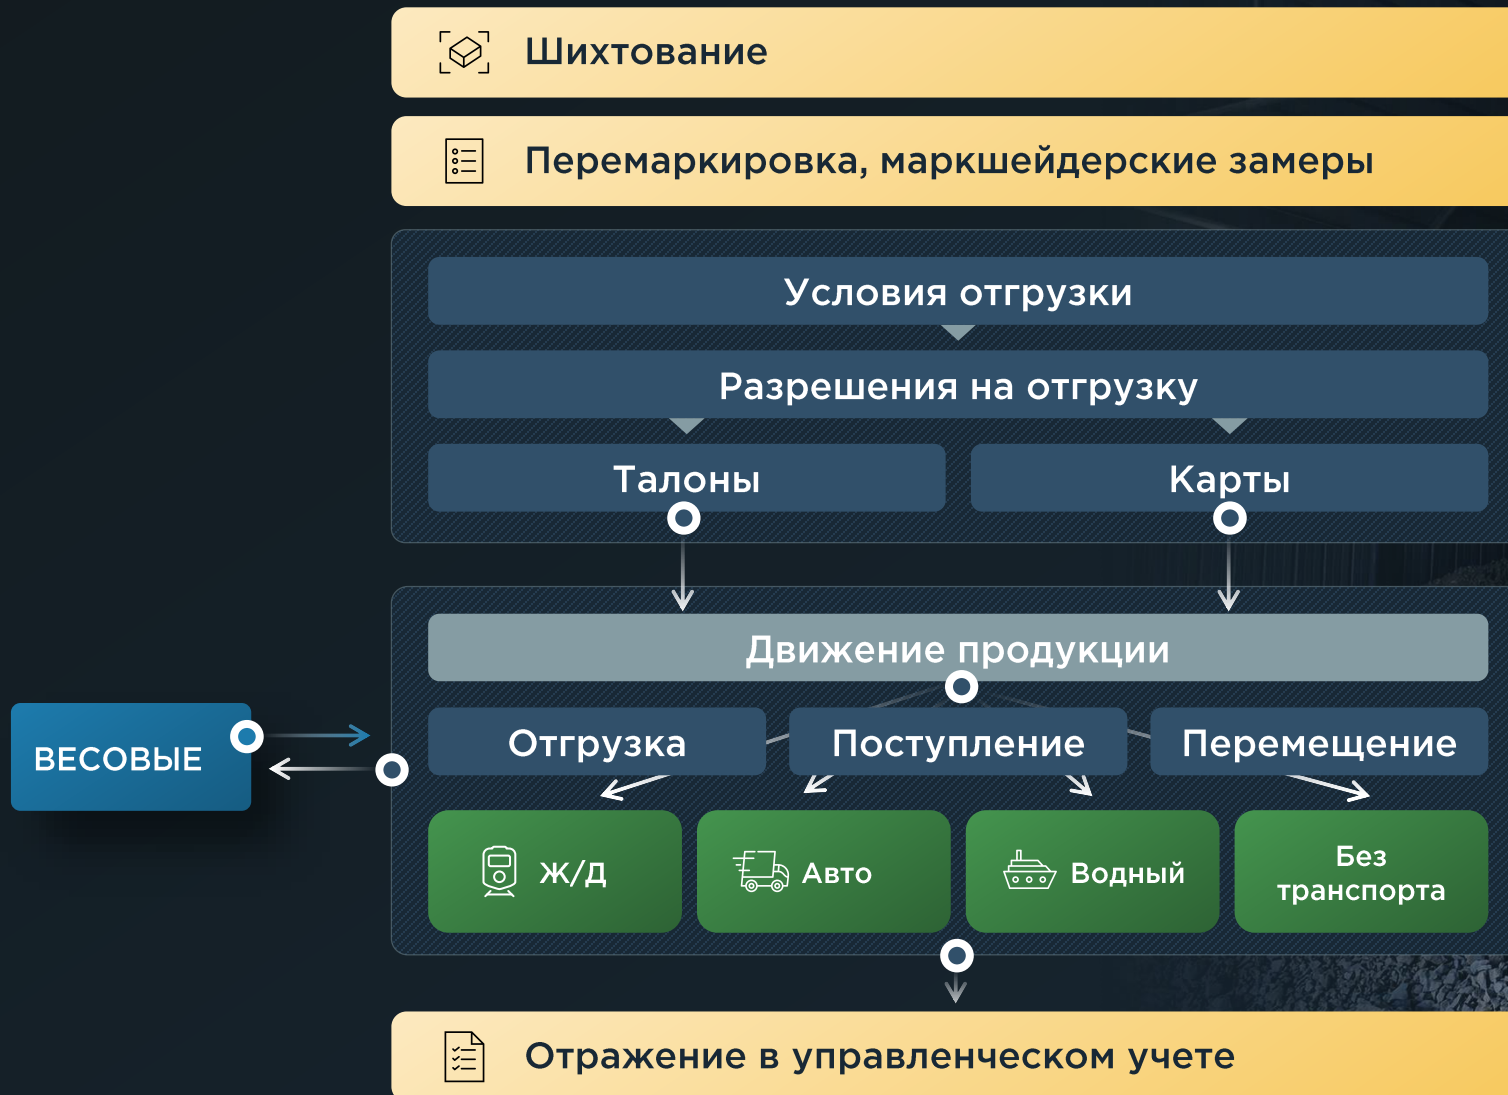 Шихтование
Перемаркировка, маркшейдерские замеры
Условия отгрузки
Разрешения на отгрузку
Талоны
Карты
Движение продукции
ВЕСОВЫЕ
Отгрузка
Поступление
Перемещение
Ж/Д
Авто
Водный
Без
транспорта
Отражение в управленческом учете